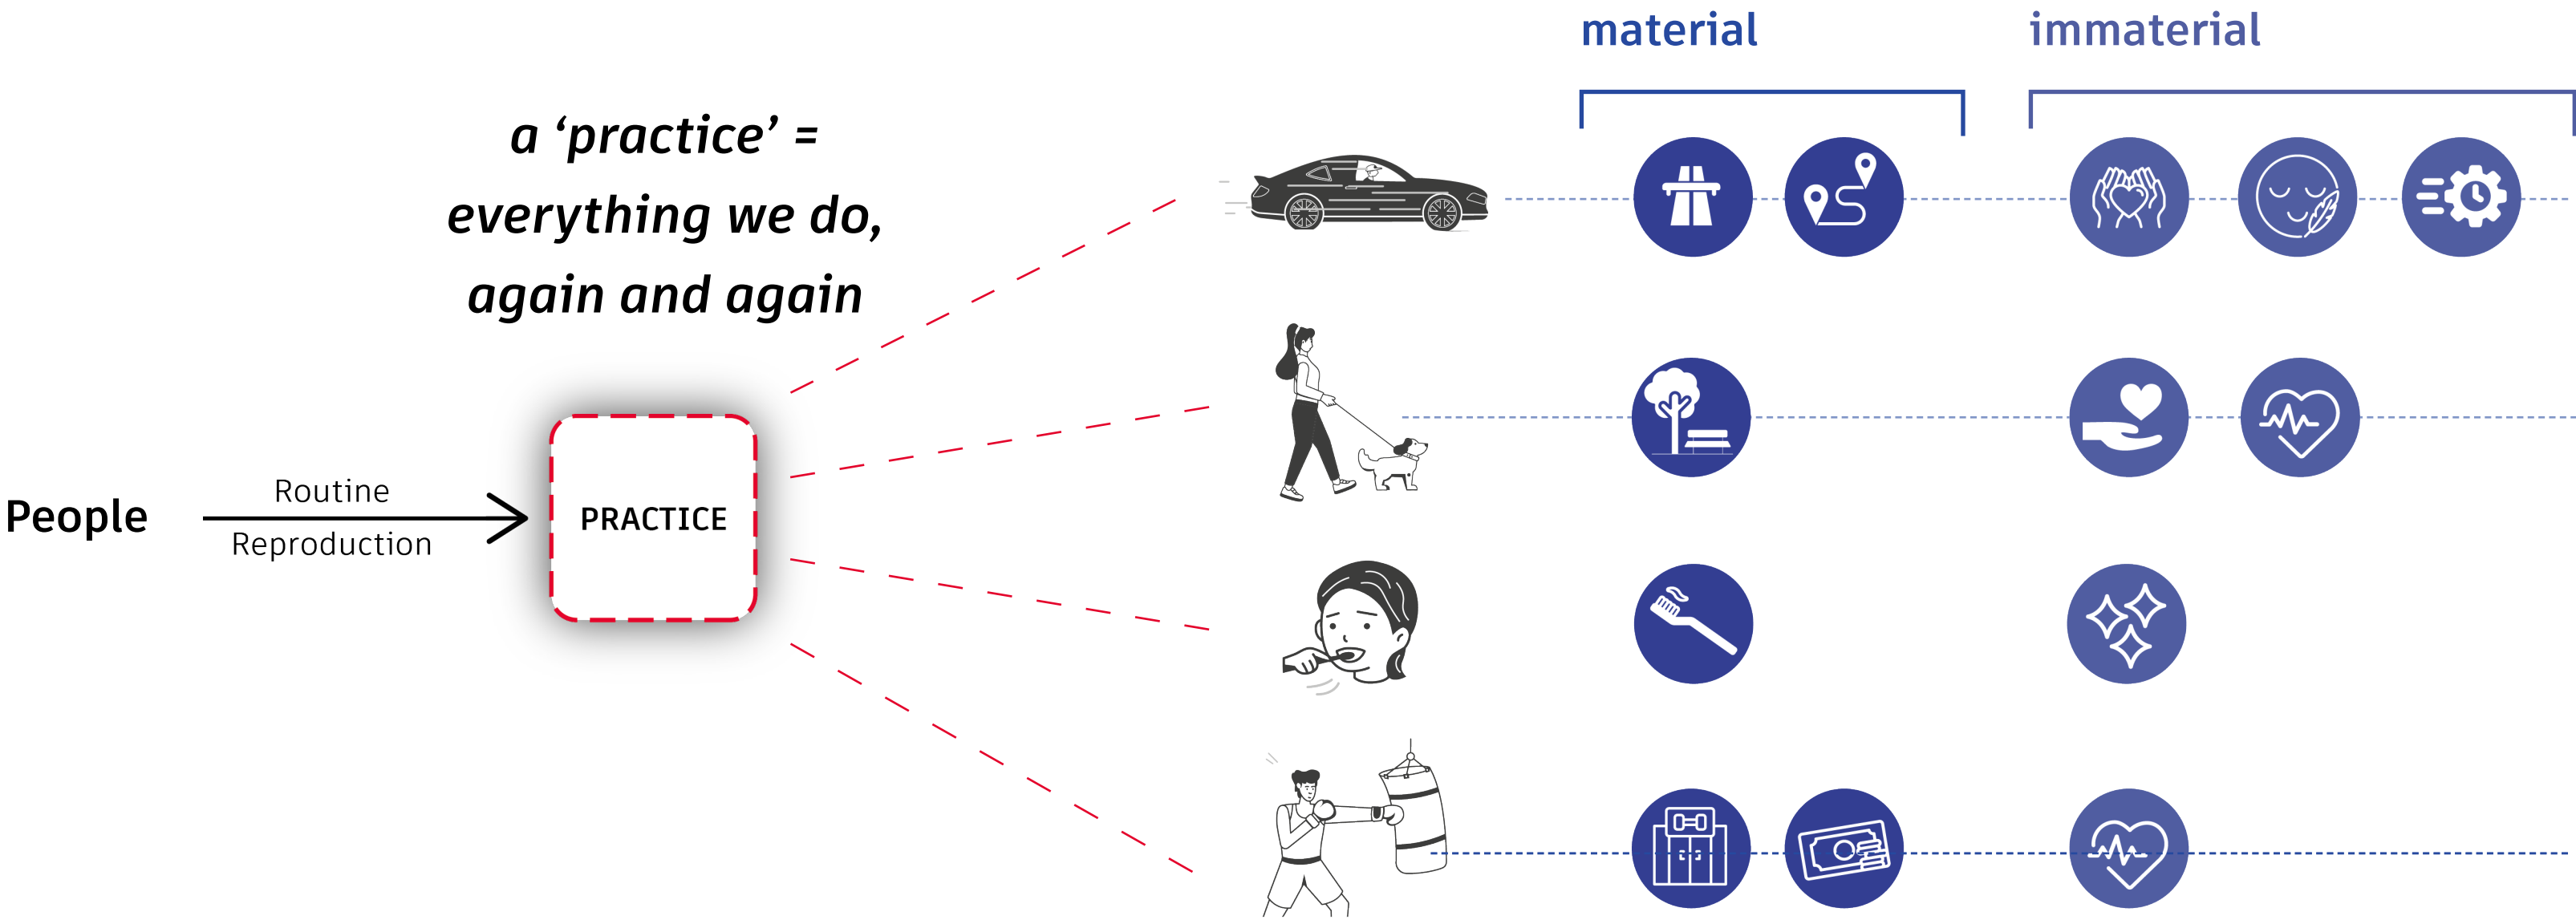 material
immaterial
a ‘practice’ =
everything we do,
again and again
People
Routine
Reproduction
PRACTICE